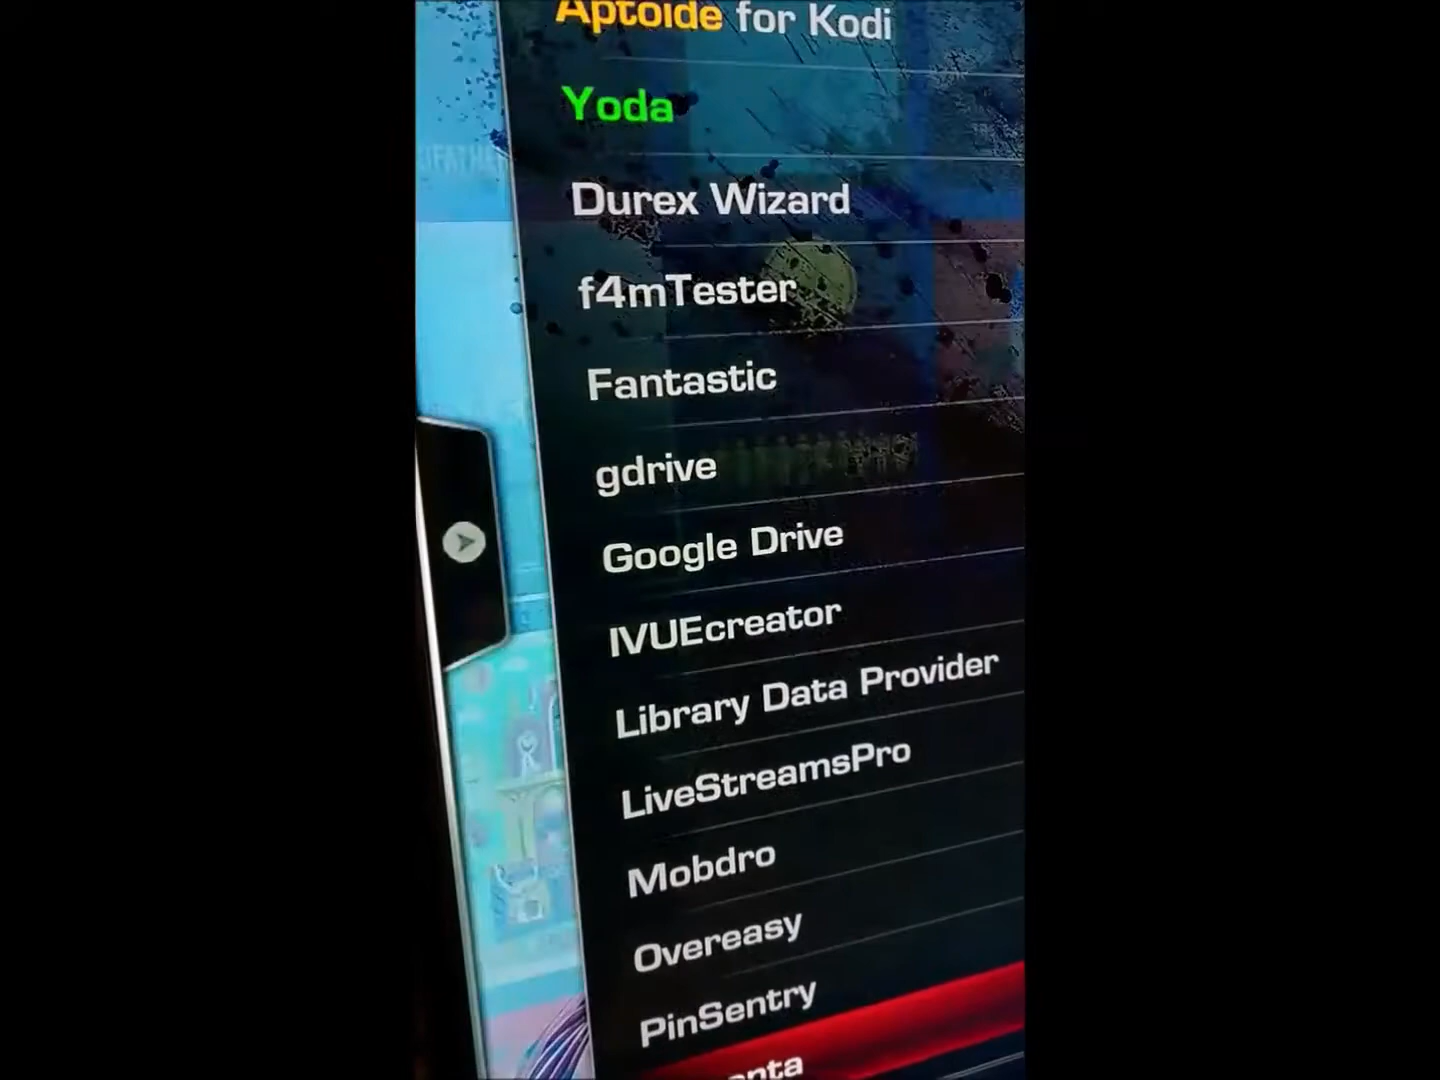 Aptoide for Kodi
Yoda
Durex Wizard
f4mTester
Fantastic
gdrive
Google Drive
IVUEcreator
Library Data Provider
LiveStreamsPro
Mobdro
Overeasy
PinSentry